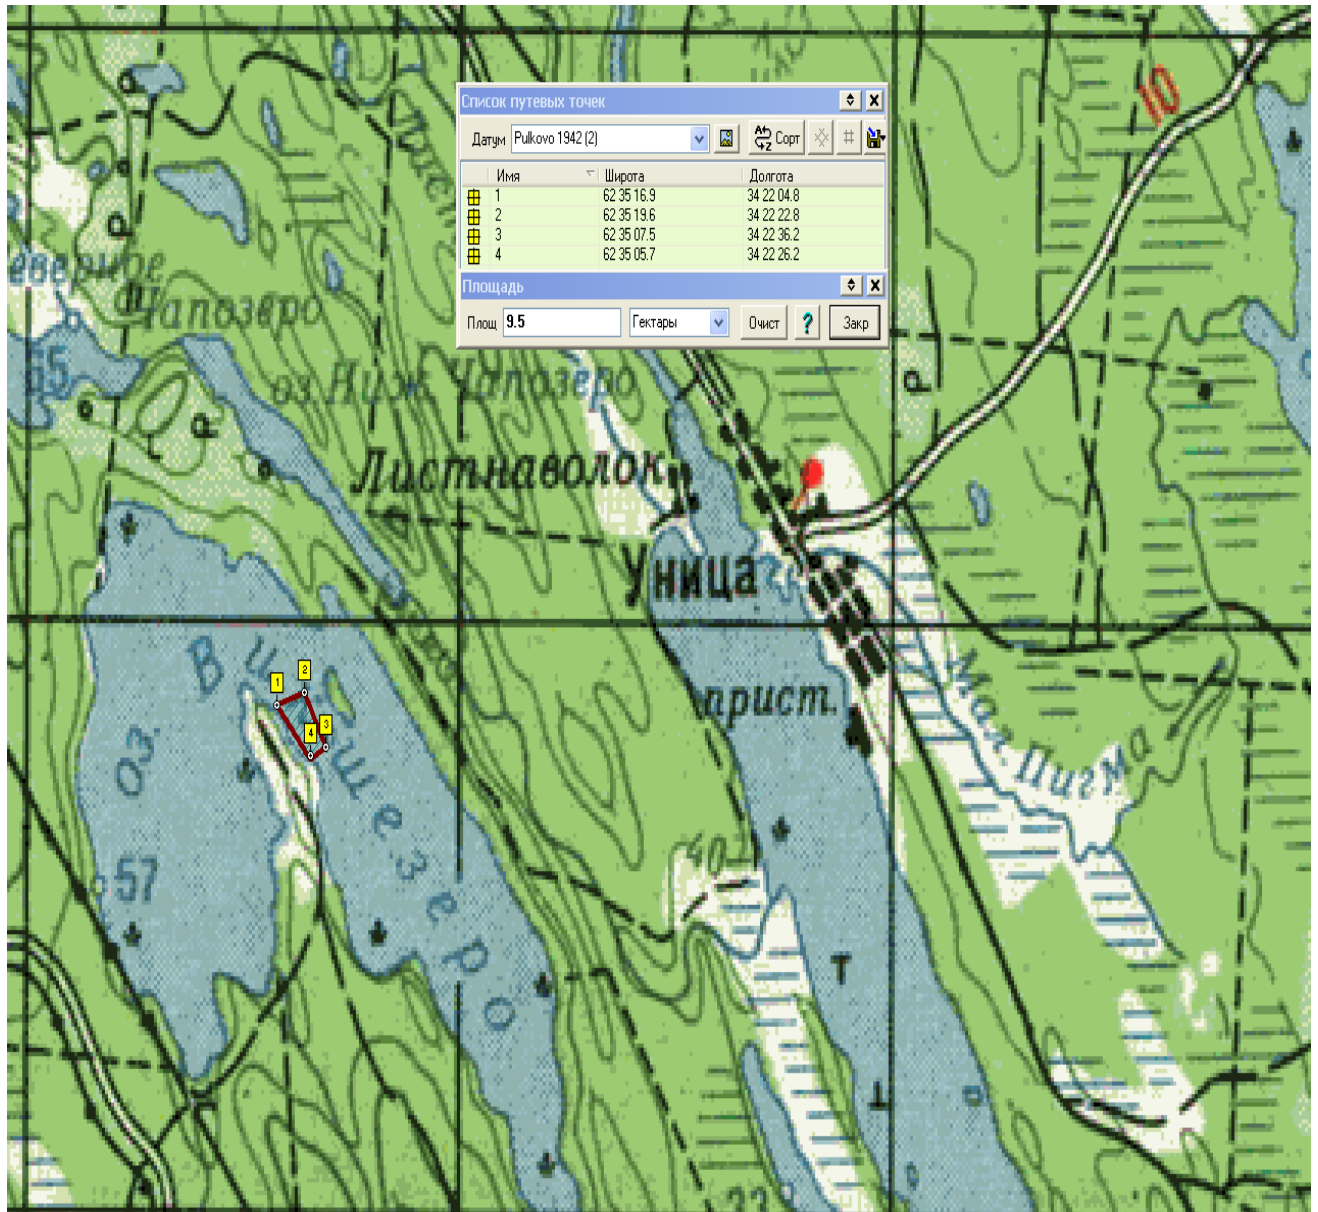 10
Список путевых точек
Датум Pulkovo 1942 (2) Сорт
Имя Широта Долгота
1 62 35 16.9 34 22 04.8
2 62 35 19.6 34 22 22.8
3 62 35 07.5 34 22 36.2
4 62 35 05.7 34 22 26.2
Площадь
Площ 9.5 Гектары Очист ? Закр
Р
еверное
Чапозеро
55
оз Ниж. Чапозеро
Р
Р
Листнаволок
Уница
прист.
1
2
3
4
оз.
Вишезеро
57
Мал. Пигма
40
Т